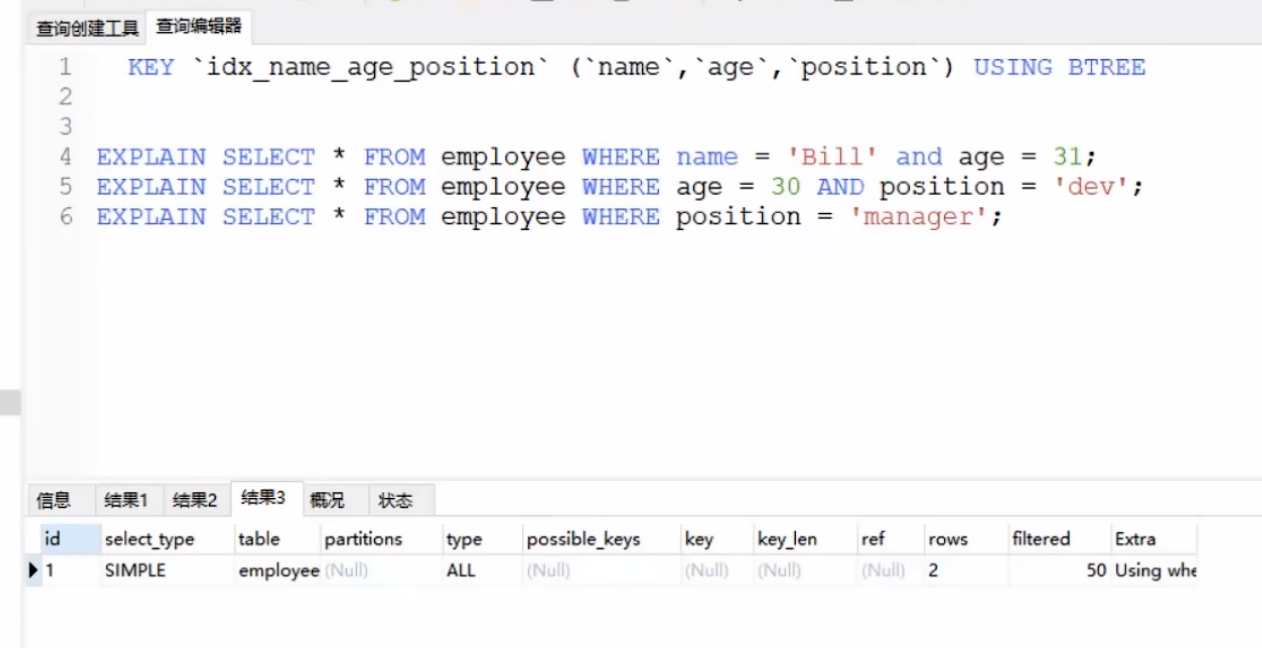 查询创建工具 查询编辑器
1 KEY `idx_name_age_position` (`name`,`age`,`position`) USING BTREE
2
3
4 EXPLAIN SELECT * FROM employee WHERE name = 'Bill' and age = 31;
5 EXPLAIN SELECT * FROM employee WHERE age = 30 AND position = 'dev';
6 EXPLAIN SELECT * FROM employee WHERE position = 'manager';
信息 结果1 结果2 结果3 概况 状态
id select_type table partitions type possible_keys key key_len ref rows filtered Extra
1 SIMPLE employee (Null) ALL (Null) (Null) (Null) (Null) 2 50 Using whe